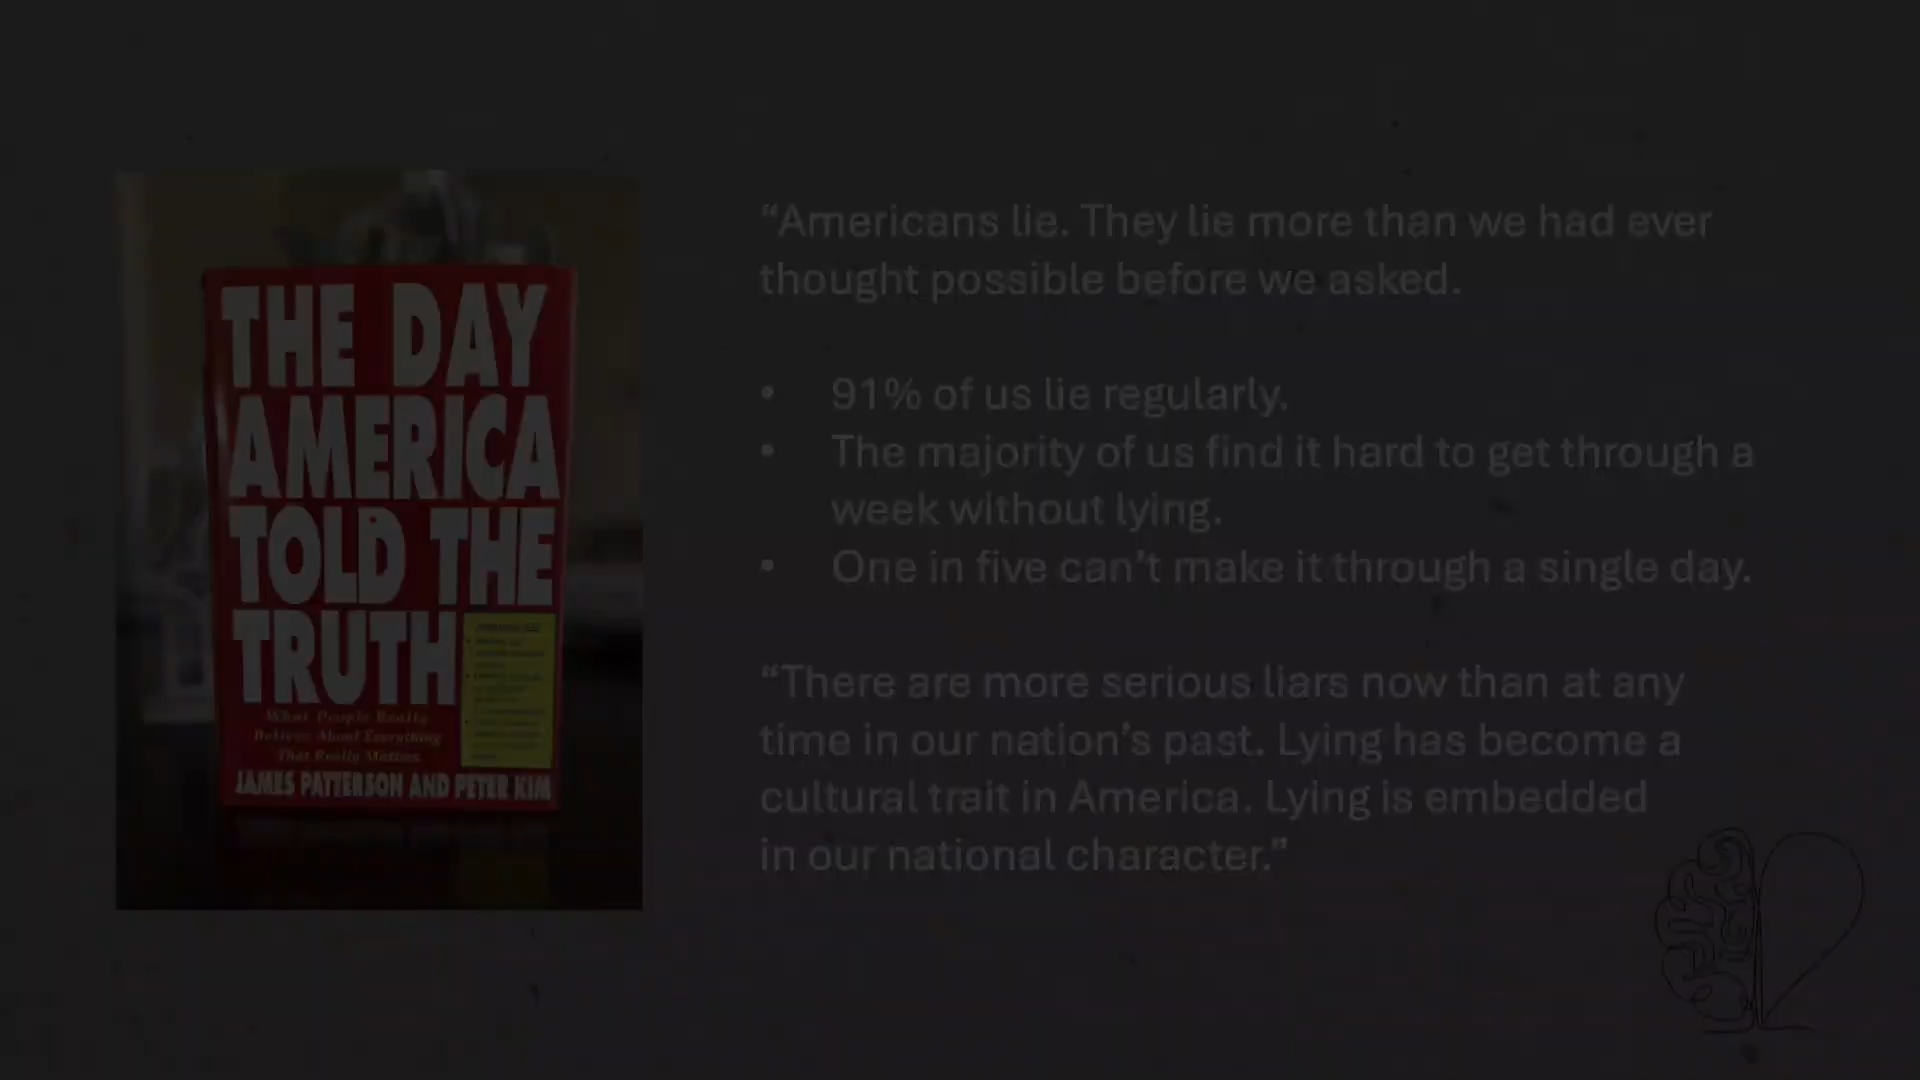 THE DAY
AMERICA
TOLD THE
TRUTH
What People Really
Believe About Everything
That Really Matters
JAMES PATTERSON AND PETER KIM
“Americans lie. They lie more than we had ever
thought possible before we asked.
• 91% of us lie regularly.
• The majority of us find it hard to get through a
week without lying.
• One in five can’t make it through a single day.
“There are more serious liars now than at any
time in our nation’s past. Lying has become a
cultural trait in America. Lying is embedded
in our national character.”